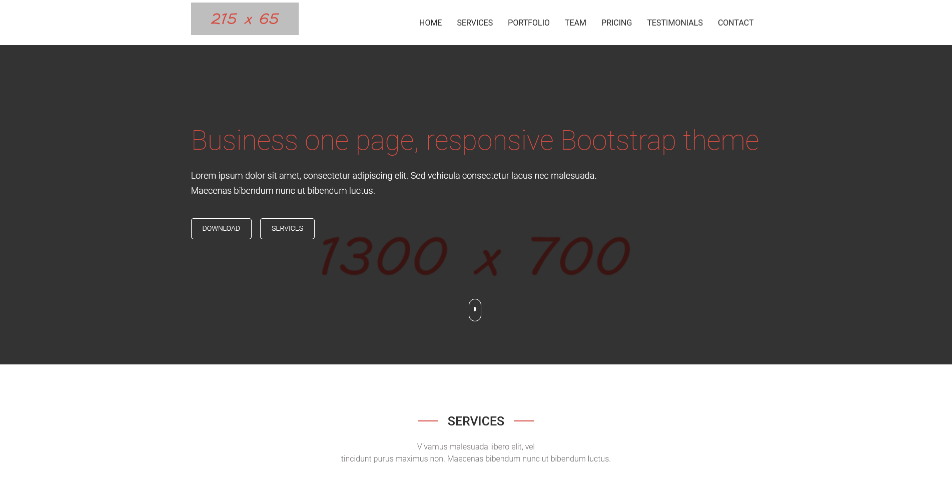 215 x 65
HOME SERVICES PORTFOLIO TEAM PRICING TESTIMONIALS CONTACT
Business one page, responsive Bootstrap theme
Lorem ipsum dolor sit amet, consectetur adipiscing elit. Sed vehicula consectetur lacus nec malesuada.
Maecenas bibendum nunc ut bibendum luctus.
DOWNLOAD SERVICES
1300 x 700
SERVICES
Vivamus malesuada libero elit, vel
tincidunt purus maximus non. Maecenas bibendum nunc ut bibendum luctus.